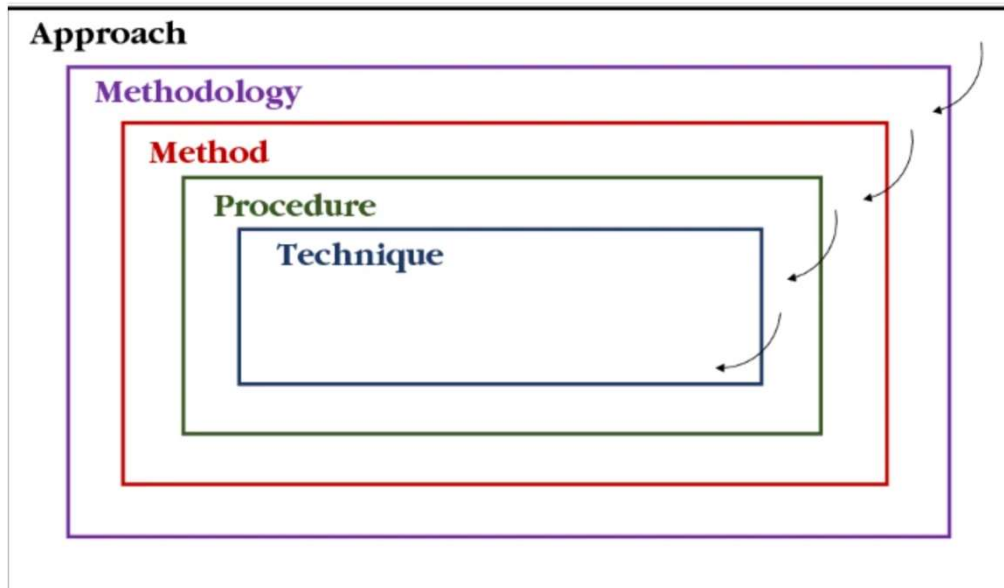 Approach
Methodology
Method
Procedure
Technique